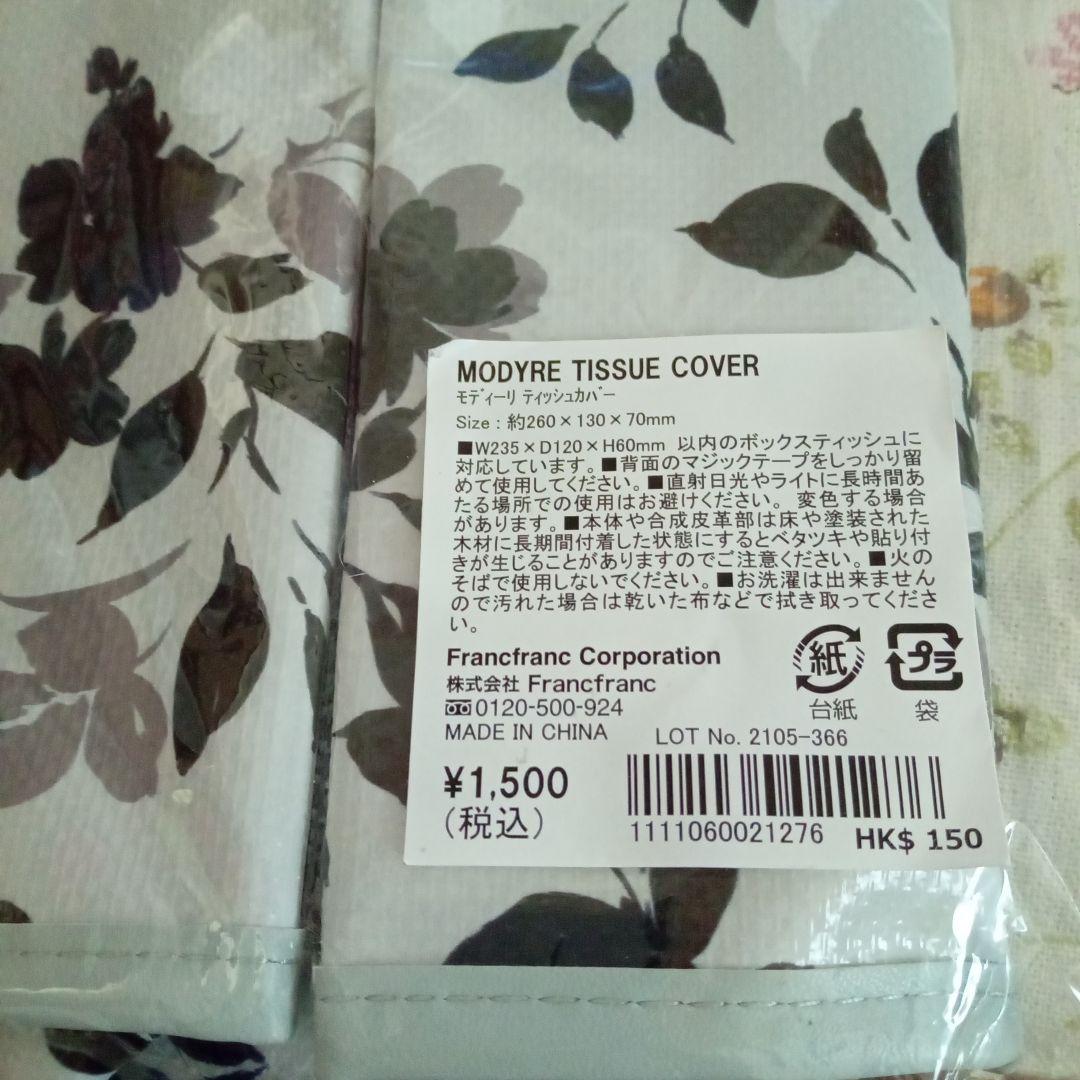 MODYRE TISSUE COVER
モディーリ ティッシュカバー
Size : 約260×130×70mm
■W235×D120×H60mm 以内のボックスティッシュに
対応しています。■背面のマジックテープをしっかり留
めて使用してください。■直射日光やライトに長時間あ
たる場所での使用はお避けください。変色する場合
があります。■本体や合成皮革部は床や塗装された
木材に長期間付着した状態にするとベタツキや貼り付
きが生じることがありますのでご注意ください。■火の
そばで使用しないでください。■お洗濯は出来ません
ので汚れた場合は乾いた布などで拭き取ってくださ
い。
Francfranc Corporation
株式会社 Francfranc
0120-500-924
MADE IN CHINA
紙
台紙
プラ
袋
LOT No. 2105-366
¥1,500
(税込)
1111060021276
HK$ 150